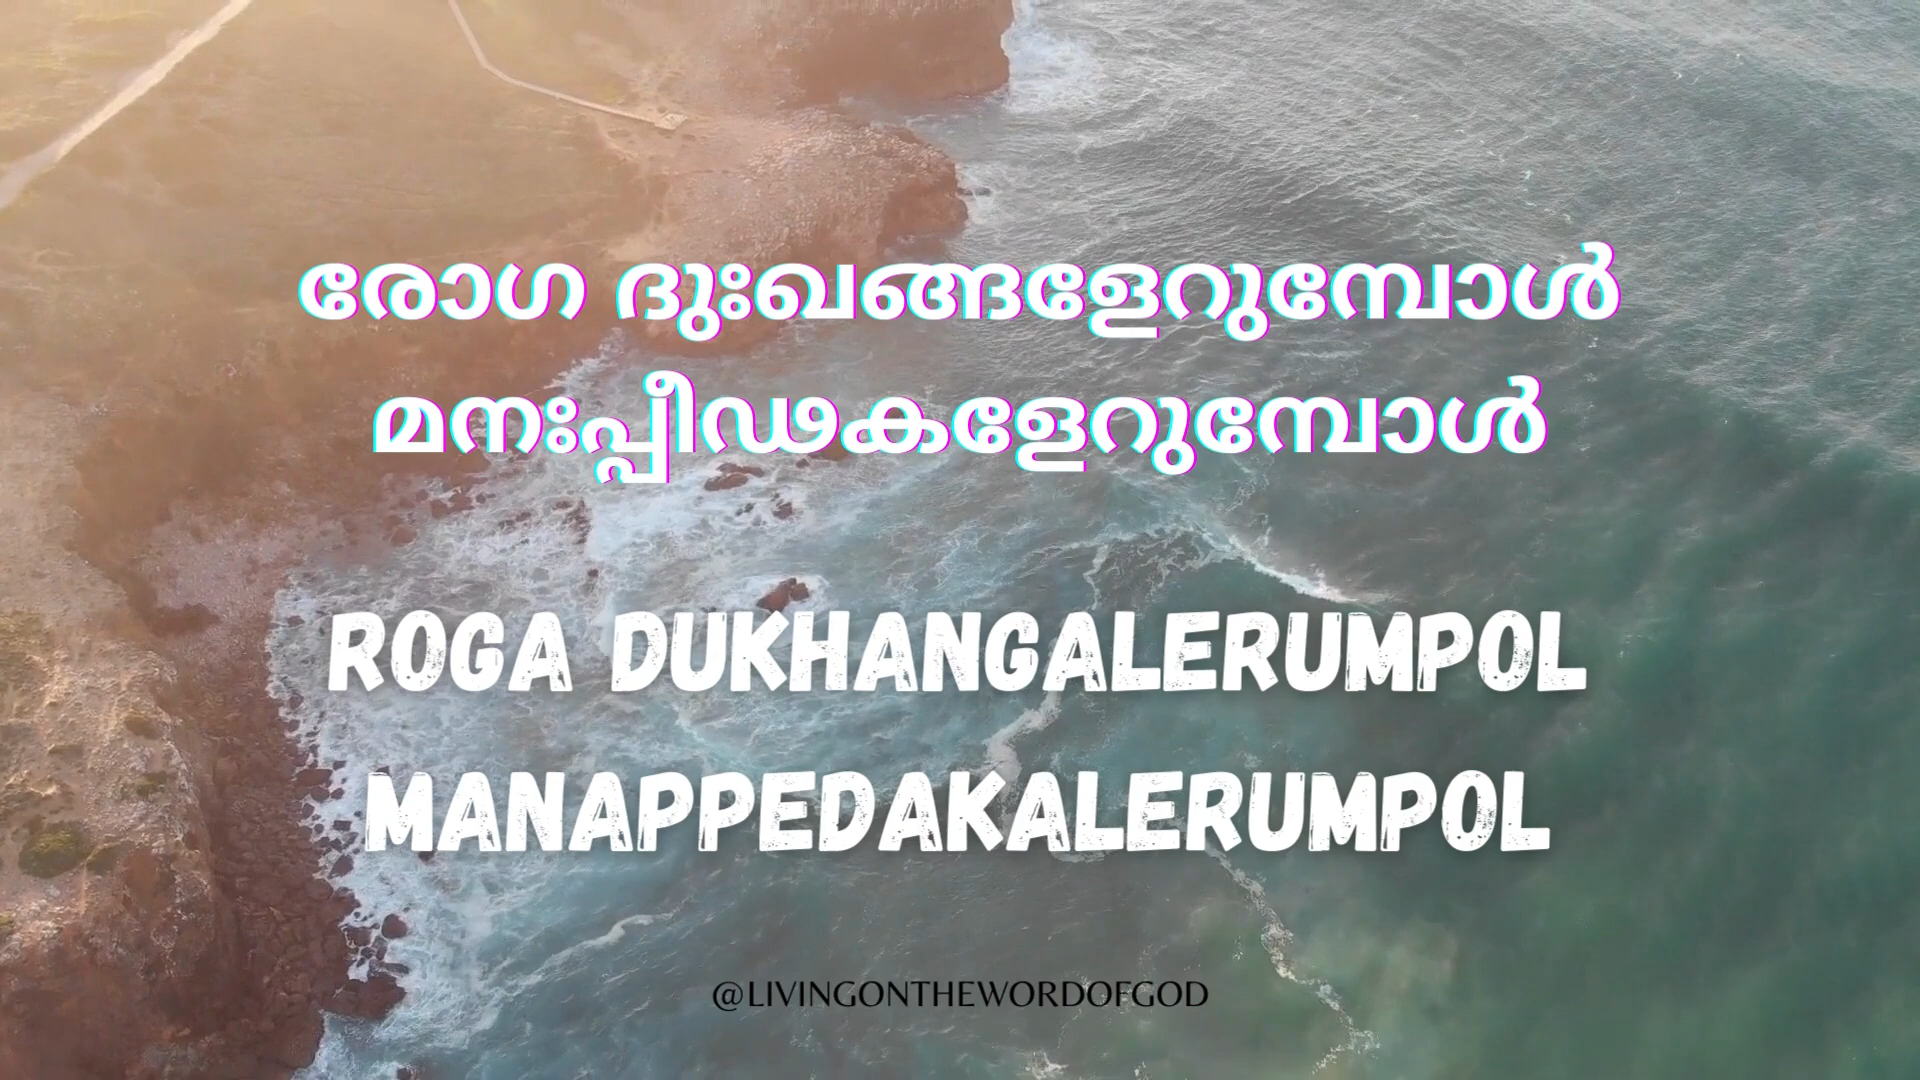 രോഗ ദുഃഖങ്ങളേറുമ്പോൾ
മനഃപ്പീഢകളേറുമ്പോൾ
ROGA DUKHANGALERUMPOL
MANAPPEDAKALERUMPOL
@LIVINGONTHEWORDOFGOD